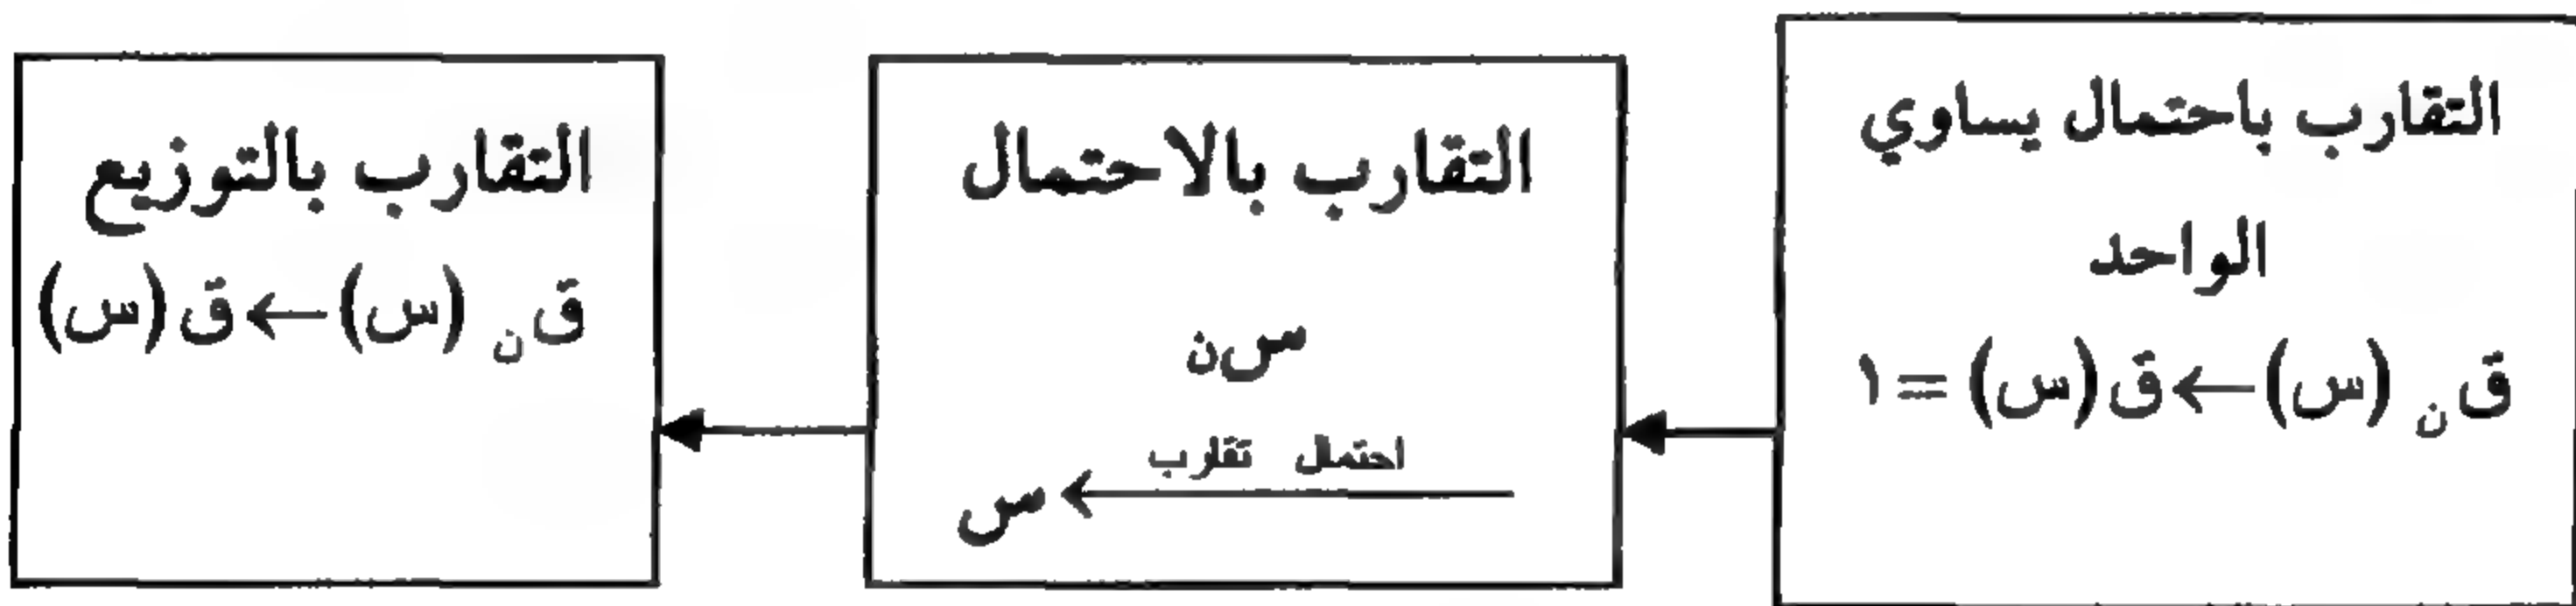 التقارب باحتمال يساوي
الواحد
ق ن (س) ← ق (س) = ١
التقارب بالاحتمال
س ن
احتمال تقارب
← س
التقارب بالتوزيع
ق ن (س) ← ق (س)